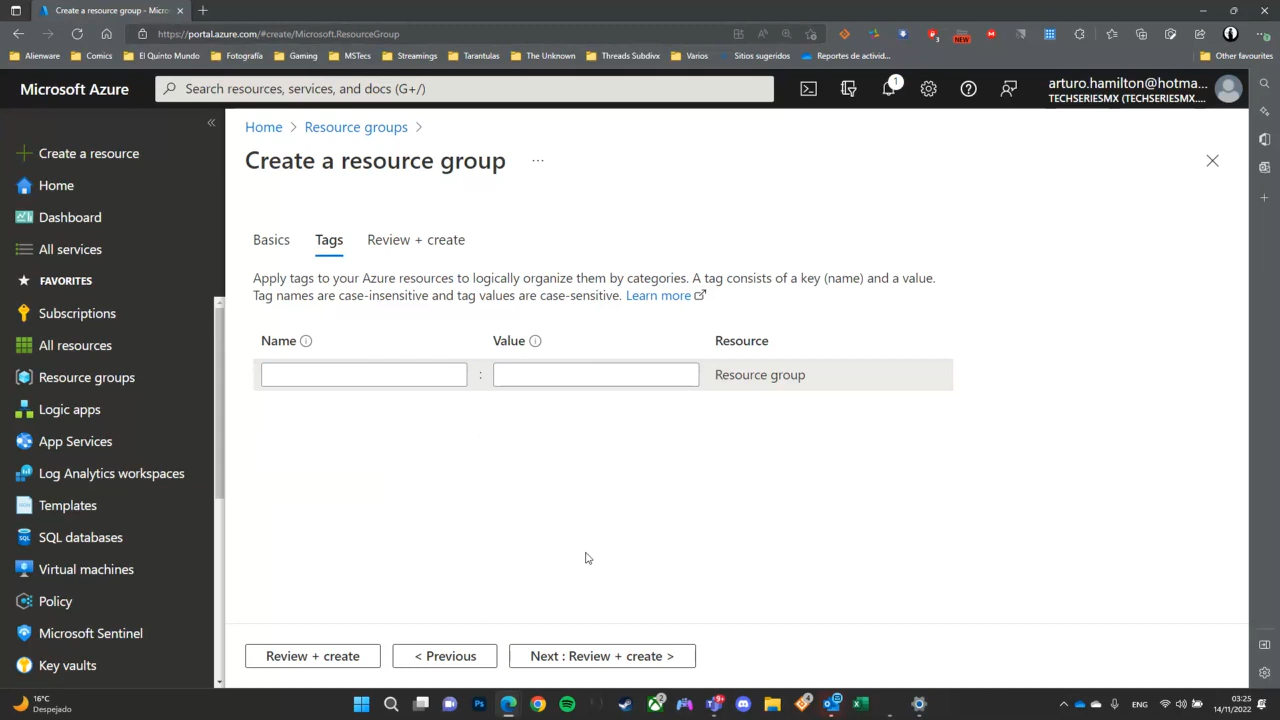 Create a resource group - Micros
https://portal.azure.com/#create/Microsoft.ResourceGroup
3
NEW
Alienware
Comics
El Quinto Mundo
Fotografía
Gaming
MSTecs
Streamings
Tarantulas
The Unknown
Threads Subdivx
Varios
Sitios sugeridos
Reportes de activid...
Other favourites
Microsoft Azure
Search resources, services, and docs (G+/)
1
arturo.hamilton@hotma...
TECHSERIESMX (TECHSERIESMX....
Create a resource
Home
Dashboard
All services
FAVORITES
Subscriptions
All resources
Resource groups
Logic apps
App Services
Log Analytics workspaces
Templates
SQL databases
Virtual machines
Policy
Microsoft Sentinel
Key vaults
Home > Resource groups >
Create a resource group ...
Basics
Tags
Review + create
Apply tags to your Azure resources to logically organize them by categories. A tag consists of a key (name) and a value.
Tag names are case-insensitive and tag values are case-sensitive. Learn more
Name
Value
Resource
:
Resource group
Review + create
< Previous
Next : Review + create >
16°C
Despejado
ENG
03:25
14/11/2022